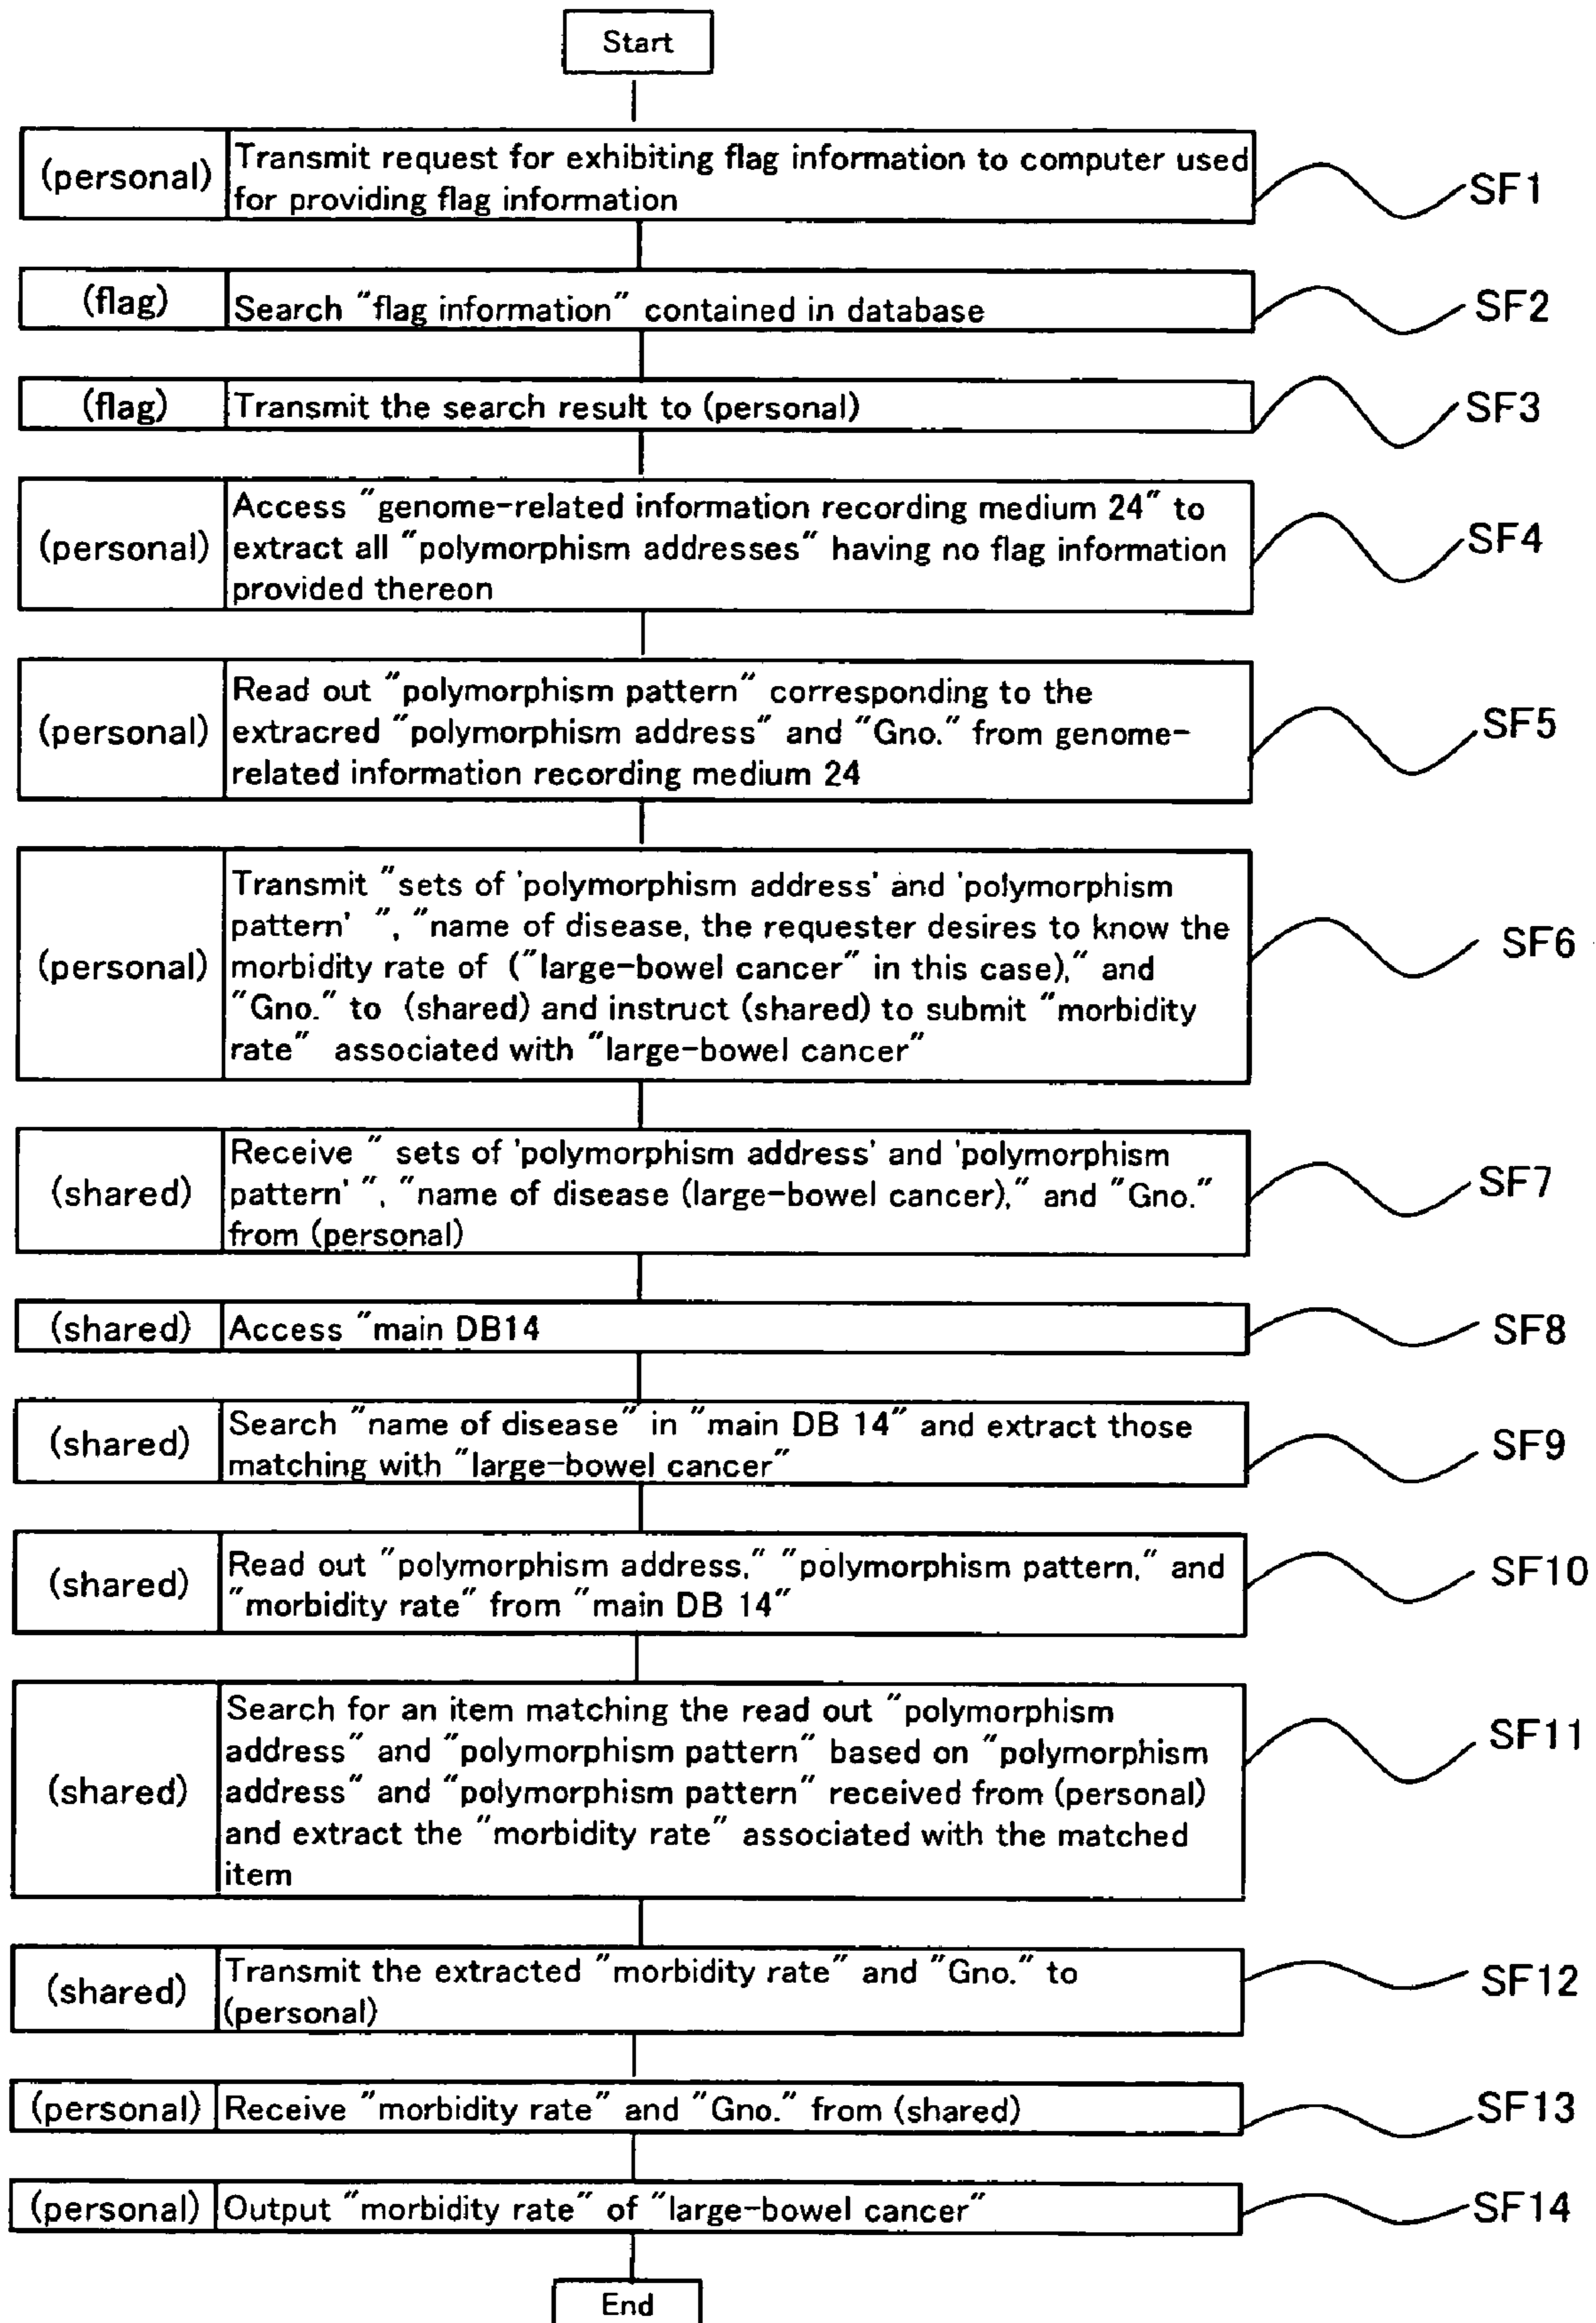 Start
(personal)
Transmit request for exhibiting flag information to computer used
for providing flag information
SF1
(flag)
Search "flag information" contained in database
SF2
(flag)
Transmit the search result to (personal)
SF3
(personal)
Access "genome-related information recording medium 24" to
extract all "polymorphism addresses" having no flag information
provided thereon
SF4
(personal)
Read out "polymorphism pattern" corresponding to the
extracred "polymorphism address" and "Gno." from genome-
related information recording medium 24
SF5
(personal)
Transmit "sets of 'polymorphism address' and 'polymorphism
pattern' ", "name of disease, the requester desires to know the
morbidity rate of ("large-bowel cancer" in this case)," and
"Gno." to (shared) and instruct (shared) to submit "morbidity
rate" associated with "large-bowel cancer"
SF6
(shared)
Receive " sets of 'polymorphism address' and 'polymorphism
pattern' ", "name of disease (large-bowel cancer)," and "Gno."
from (personal)
SF7
(shared)
Access "main DB14
SF8
(shared)
Search "name of disease" in "main DB 14" and extract those
matching with "large-bowel cancer"
SF9
(shared)
Read out "polymorphism address," "polymorphism pattern," and
"morbidity rate" from "main DB 14"
SF10
(shared)
Search for an item matching the read out "polymorphism
address" and "polymorphism pattern" based on "polymorphism
address" and "polymorphism pattern" received from (personal)
and extract the "morbidity rate" associated with the matched
item
SF11
(shared)
Transmit the extracted "morbidity rate" and "Gno." to
(personal)
SF12
(personal)
Receive "morbidity rate" and "Gno." from (shared)
SF13
(personal)
Output "morbidity rate" of "large-bowel cancer"
SF14
End